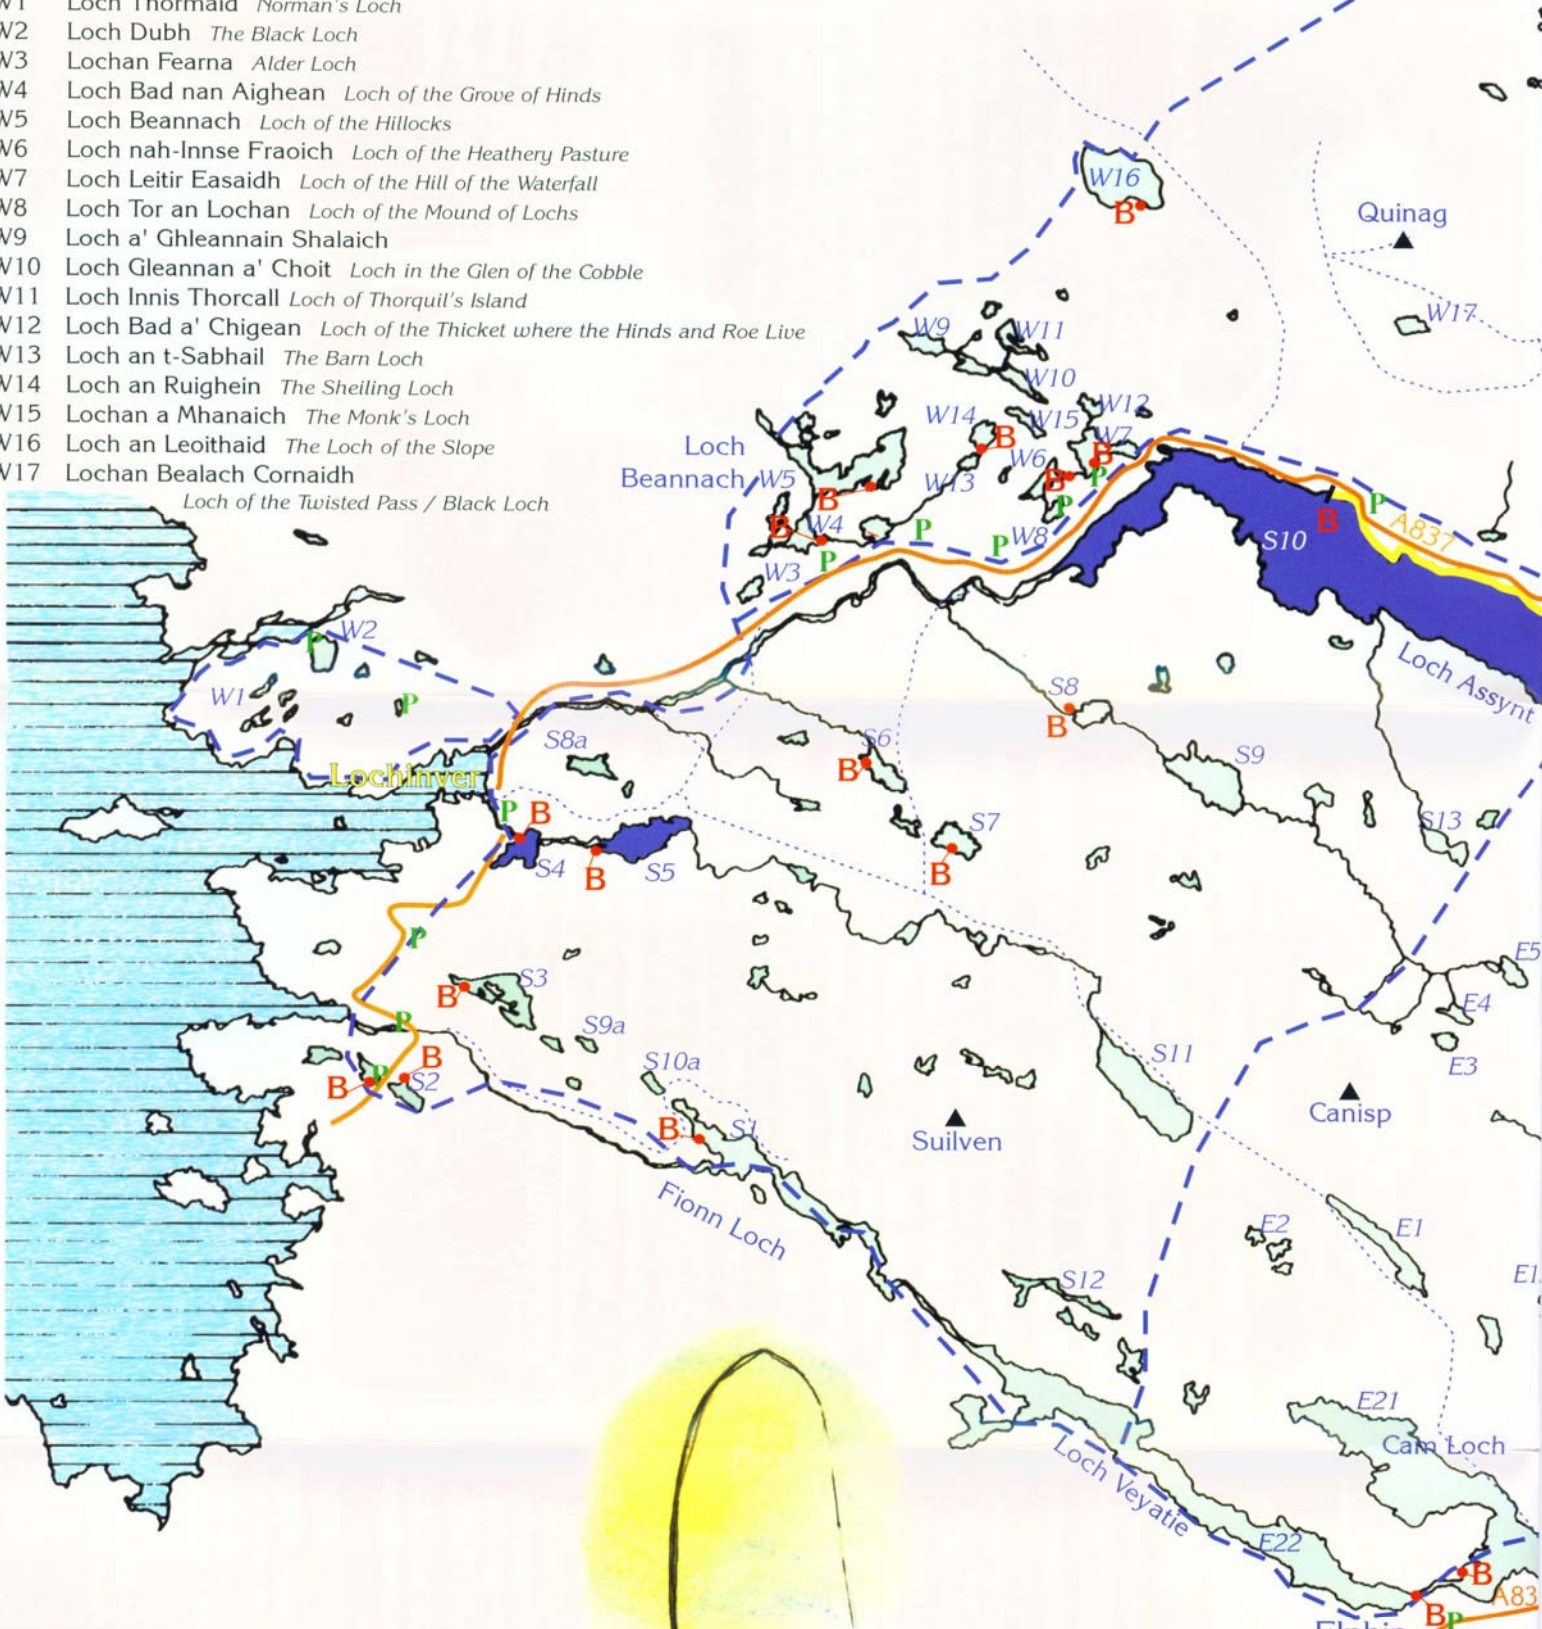 W1 Loch Thormaid Norman's Loch
W2 Loch Dubh The Black Loch
W3 Lochan Fearna Alder Loch
W4 Loch Bad nan Aighean Loch of the Grove of Hinds
W5 Loch Beannach Loch of the Hillocks
W6 Loch nah-Innse Fraoich Loch of the Heathery Pasture
W7 Loch Leitir Easaidh Loch of the Hill of the Waterfall
W8 Loch Tor an Lochan Loch of the Mound of Lochs
W9 Loch a' Ghleannain Shalaich
W10 Loch Gleannan a' Choit Loch in the Glen of the Cobble
W11 Loch Innis Thorcall Loch of Thorquil's Island
W12 Loch Bad a' Chigean Loch of the Thicket where the Hinds and Roe Live
W13 Loch an t-Sabhail The Barn Loch
W14 Loch an Ruighein The Sheiling Loch
W15 Lochan a Mhanaich The Monk's Loch
W16 Loch an Leoithaid The Loch of the Slope
W17 Lochan Bealach Cornaidh
Loch of the Twisted Pass / Black Loch
W16
B
Quinag
W17
W9
W11
W10
W12
W14
W15
B
W7
B
Loch
Beannach
W5
W6
B
P
W13
B
P
B
W4
P
P
W8
P
W3
S10
B
P
A837
Loch Assynt
P
W2
W1
P
Lochinver
S8a
S6
B
S8
B
S9
P
B
S4
B
S5
S7
B
S13
P
S3
B
P
S9a
S10a
B
P
B
S2
B
S1
Fionn Loch
Suilven
S11
E5
E4
E3
Canisp
E2
E1
E1
S12
E21
Cam Loch
Loch Veyatie
E22
B
A83
B
P
Elphin